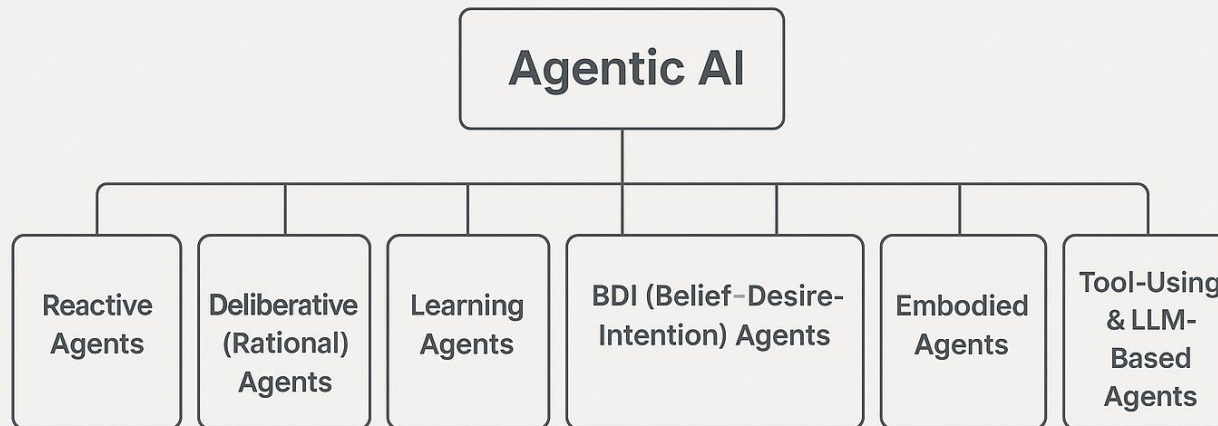 Agentic AI
Reactive
Agents
Deliberative
(Rational)
Agents
Learning
Agents
BDI (Belief–Desire-
Intention) Agents
Embodied
Agents
Tool-Using
& LLM-
Based
Agents